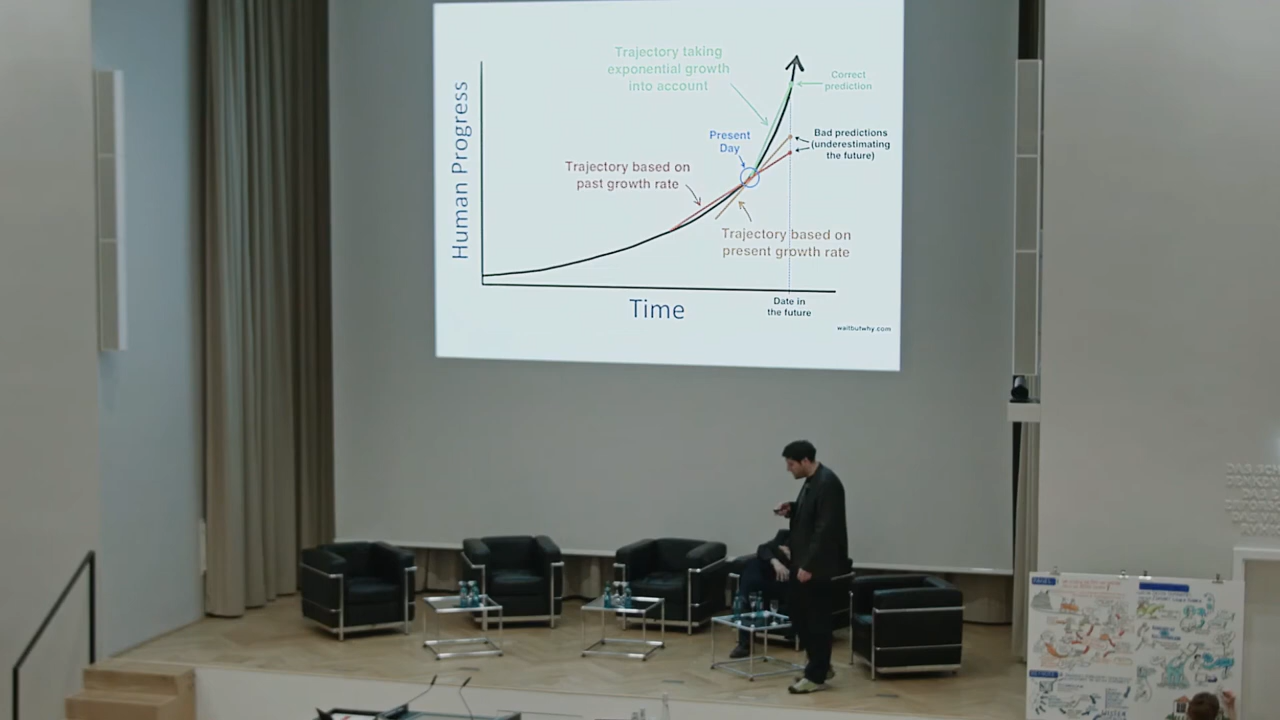 Trajectory taking
exponential growth
into account
Correct
prediction
Human Progress
Present
Day
Bad predictions
(underestimating
the future)
Trajectory based on
past growth rate
Trajectory based on
present growth rate
Time
Date in
the future
waitbutwhy.com